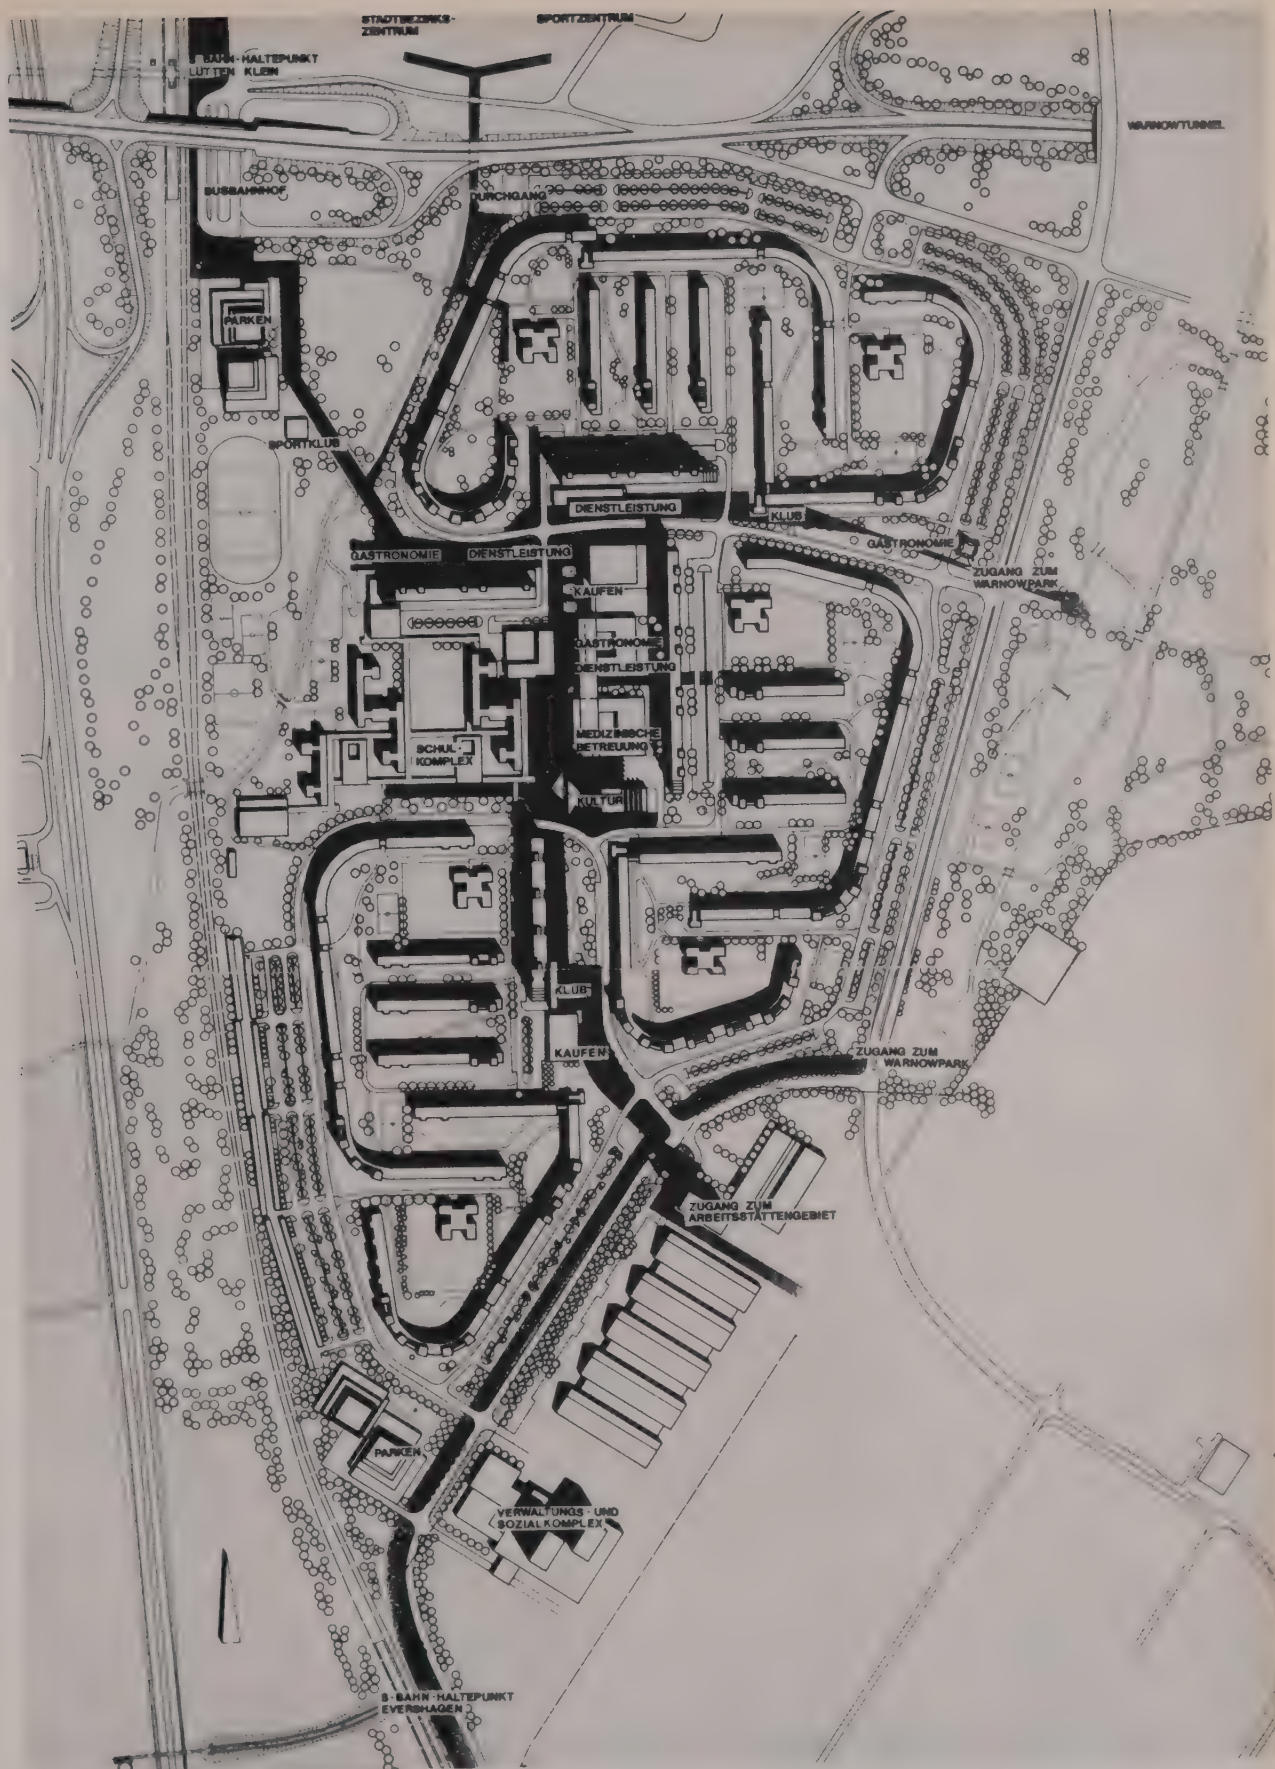 STADTBEZIRKS-
ZENTRUM
SPORTZENTRUM
S-BAHN-HALTEPUNKT
LÜTTEN KLEIN
WARNOWTUNNEL
BUSBAHNHOF
DURCHGANG
PARKEN
SPORTKLUB
DIENSTLEISTUNG
KLUB
GASTRONOMIE
ZUGANG ZUM
WARNOWPARK
GASTRONOMIE
DIENSTLEISTUNG
KAUFEN
GASTRONOMIE
DIENSTLEISTUNG
MEDIZINISCHE
BETREUUNG
SCHUL-
KOMPLEX
KULTUR
KLUB
KAUFEN
ZUGANG ZUM
WARNOWPARK
ZUGANG ZUM
ARBEITSSTÄTTENGEBIET
PARKEN
VERWALTUNGS- UND
SOZIALKOMPLEX
S-BAHN-HALTEPUNKT
EVERSHAGEN